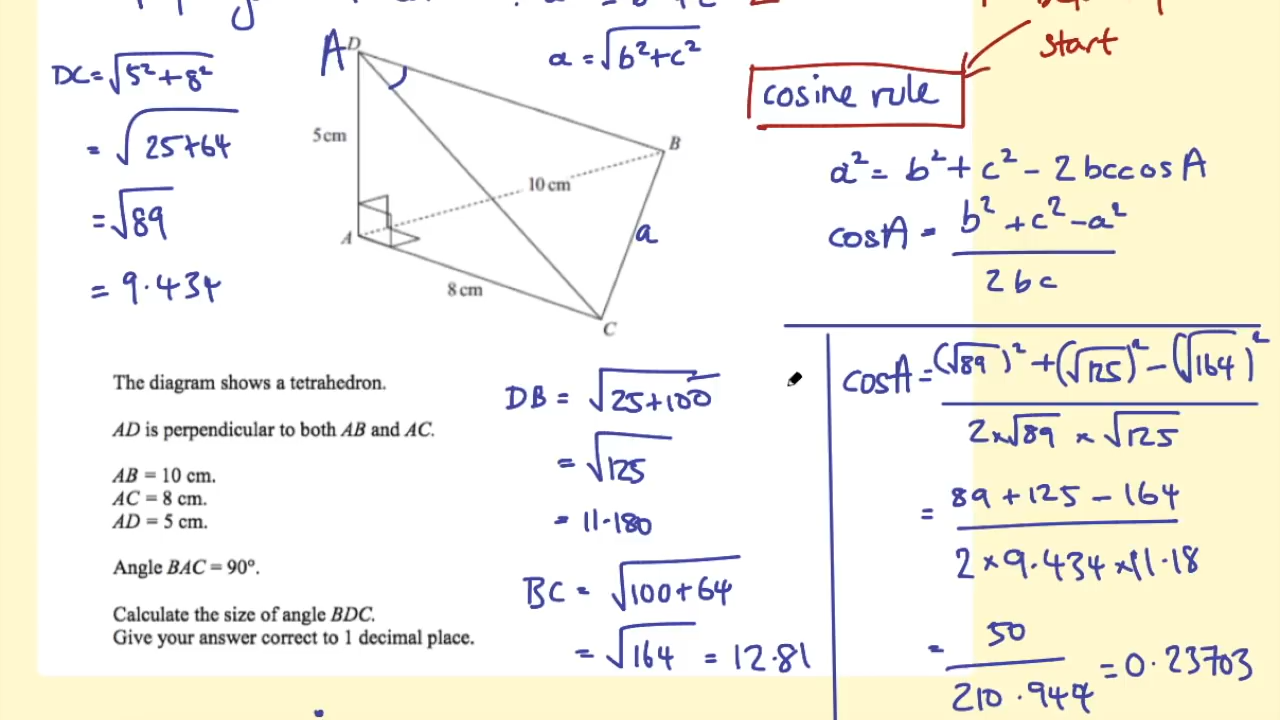 a = √b² + c²
start
cosine rule
a² = b² + c² - 2bc cos A
cos A = b² + c² - a² / 2bc
DC = √5² + 8²
= √25 + 64
= √89
= 9.434
A D
5 cm
B
10 cm
A
a
8 cm
C
The diagram shows a tetrahedron.
AD is perpendicular to both AB and AC.
AB = 10 cm.
AC = 8 cm.
AD = 5 cm.
Angle BAC = 90°.
Calculate the size of angle BDC.
Give your answer correct to 1 decimal place.
DB = √25 + 100
= √125
= 11.180
BC = √100 + 64
= √164 = 12.81
cos A = (√89)² + (√125)² - (√164)² / 2 × √89 × √125
= 89 + 125 - 164 / 2 × 9.434 × 11.18
= 50 / 210.944 = 0.23703